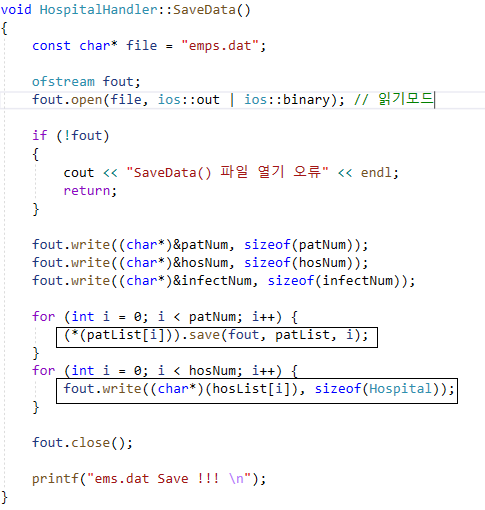 void HospitalHandler::SaveData()
{
    const char* file = "emps.dat";

    ofstream fout;
    fout.open(file, ios::out | ios::binary); // 읽기모드

    if (!fout)
    {
        cout << "SaveData() 파일 열기 오류" << endl;
        return;
    }

    fout.write((char*)&patNum, sizeof(patNum));
    fout.write((char*)&hosNum, sizeof(hosNum));
    fout.write((char*)&infectNum, sizeof(infectNum));

    for (int i = 0; i < patNum; i++) {
        (*(patList[i])).save(fout, patList, i);
    }
    for (int i = 0; i < hosNum; i++) {
        fout.write((char*)(hosList[i]), sizeof(Hospital));
    }

    fout.close();

    printf("ems.dat Save !!! \n");
}